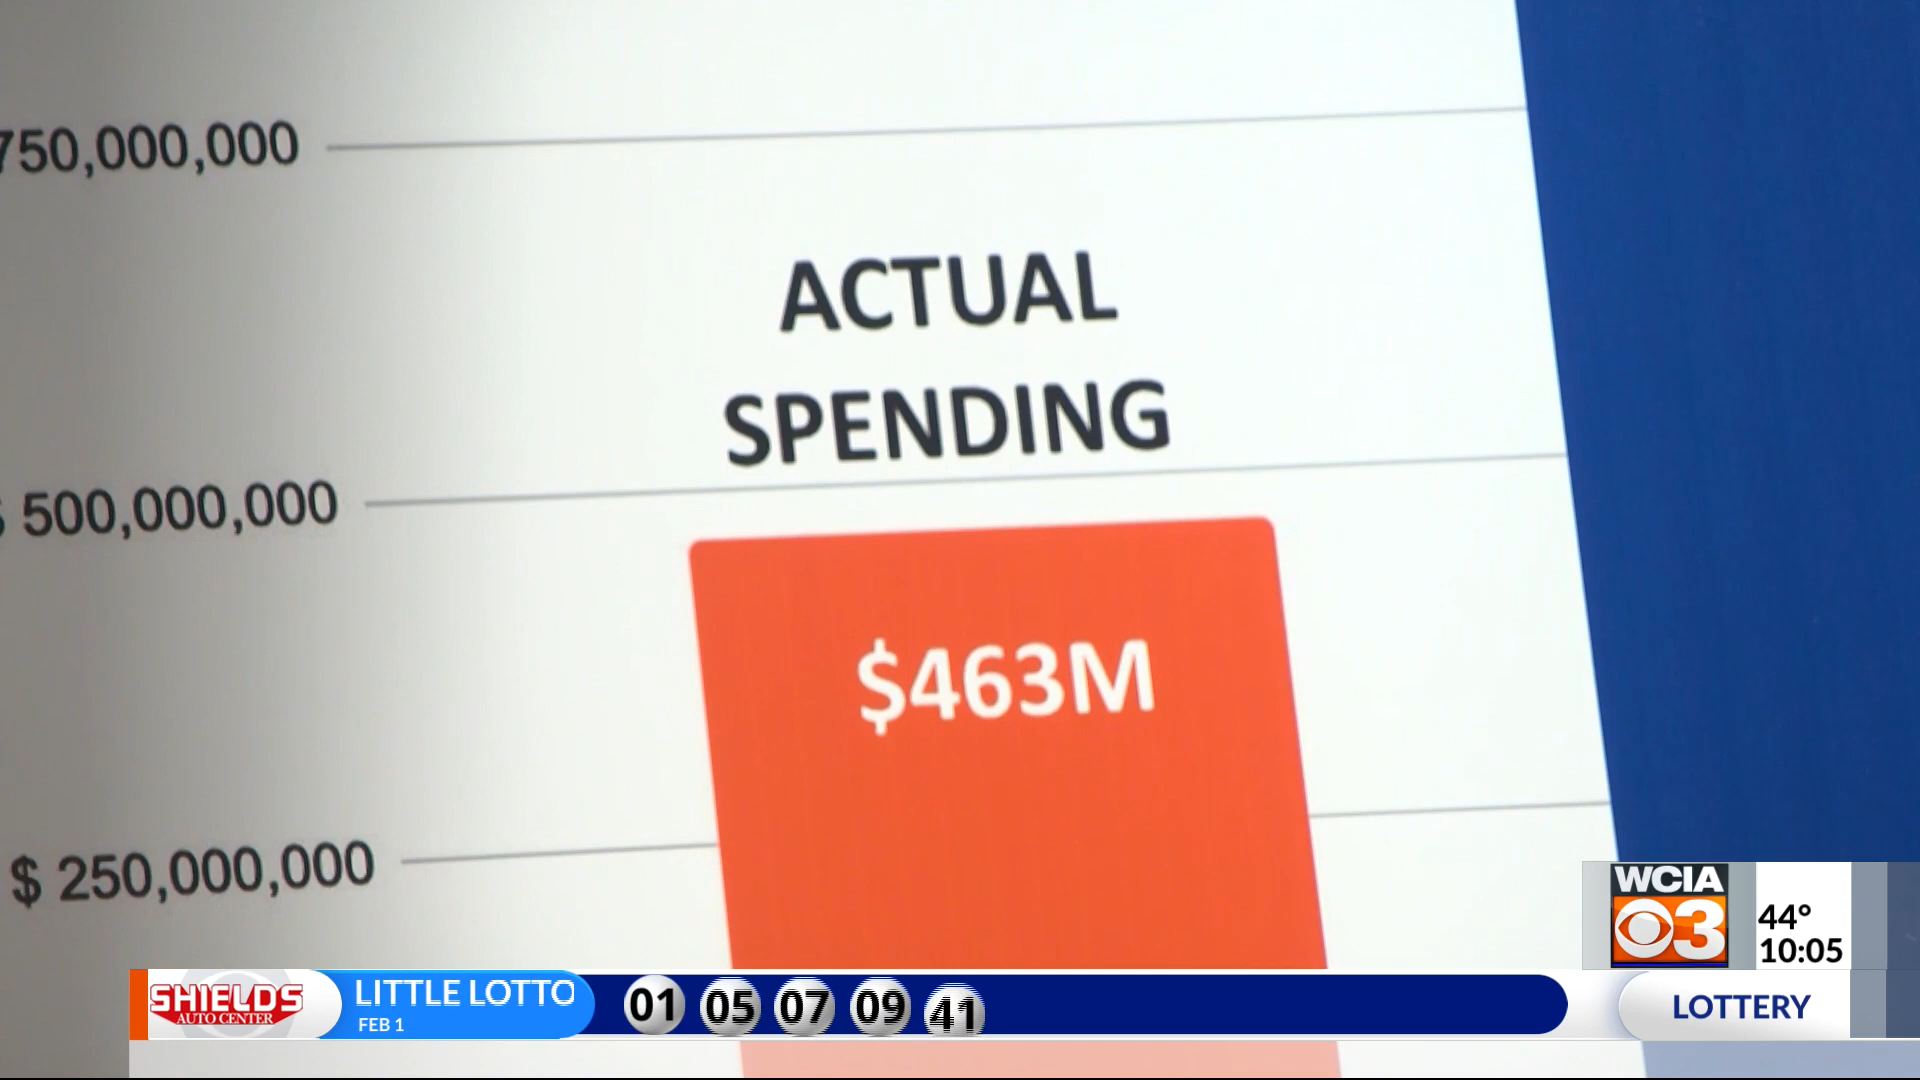 750,000,000
ACTUAL
SPENDING
$ 500,000,000
$463M
$ 250,000,000
WCIA
3
44°
10:05
SHIELDS
AUTO CENTER
LITTLE LOTTO
FEB 1
01 05 07 09 41
LOTTERY